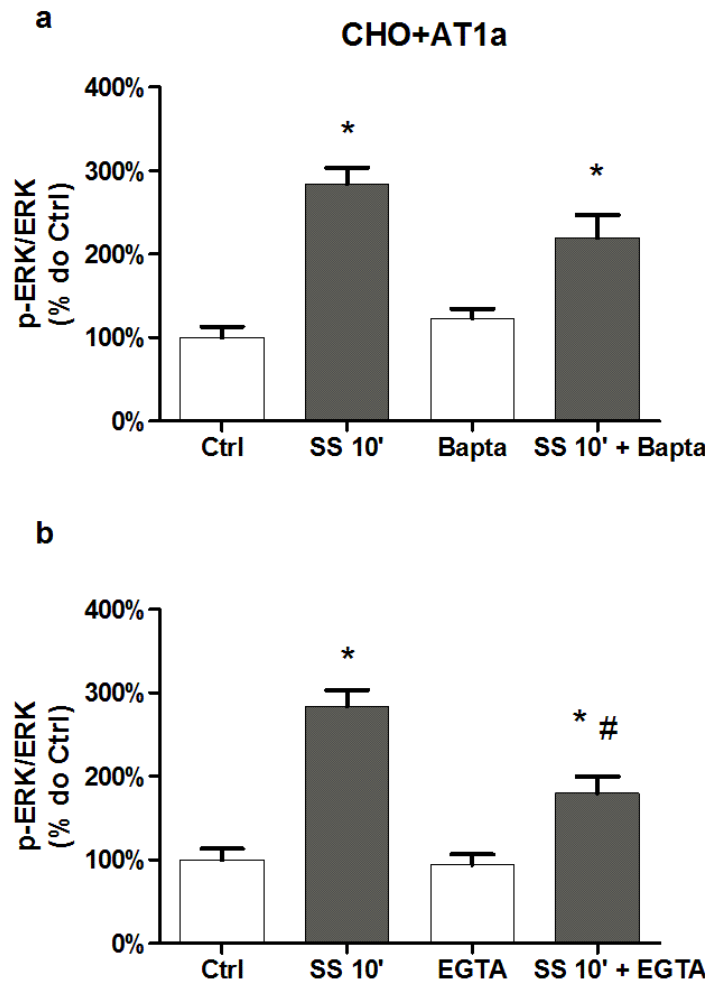 a
CHO+AT1a
400%
300%
200%
100%
0%
p-ERK/ERK
(% do Ctrl)
*
*
Ctrl
SS 10'
Bapta
SS 10' + Bapta
b
400%
300%
200%
100%
0%
p-ERK/ERK
(% do Ctrl)
*
* #
Ctrl
SS 10'
EGTA
SS 10' + EGTA